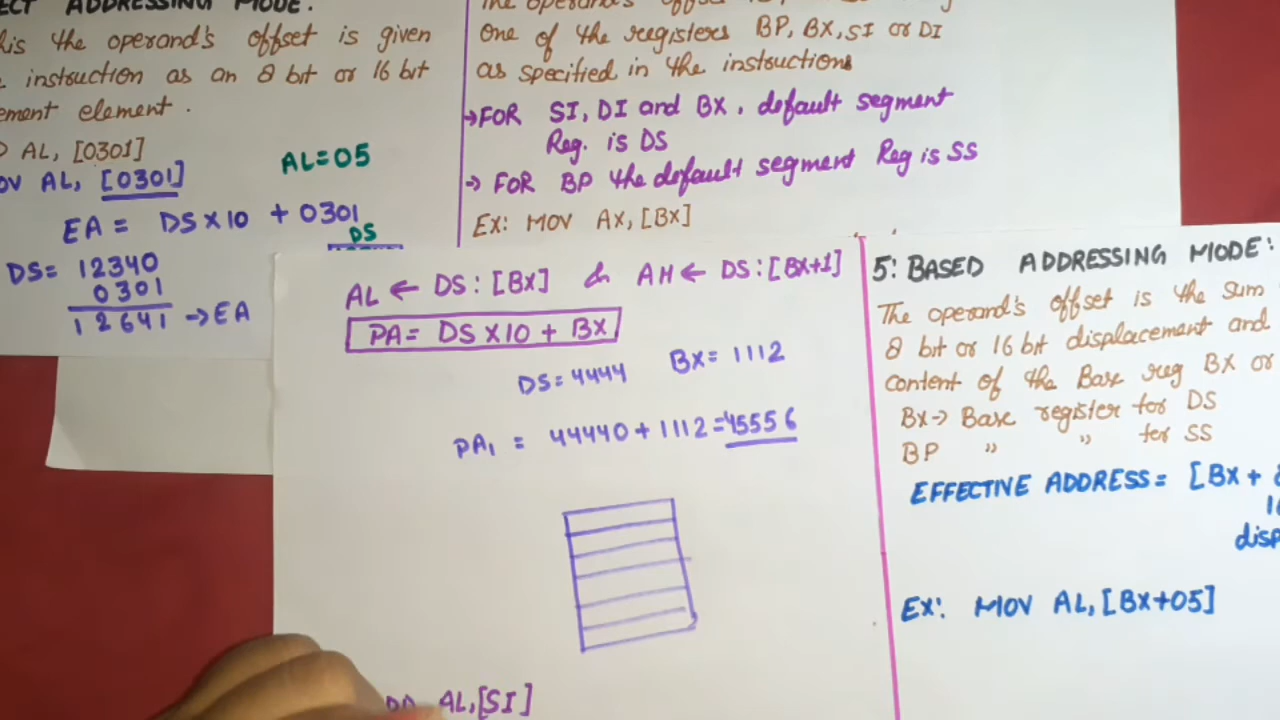 ADDRESSING MODE:
the operand's offset is given
instruction as an 8 bit or 16 bit
element.
AL, [0301]
AL, [0301]
AL=05
EA = DS×10 + 0301
DS
DS= 12340
0301
12641 → EA
One of the registers BP, BX, SI or DI
as specified in the instructions
→FOR SI, DI and BX, default segment
Reg. is DS
→ FOR BP the default segment Reg is SS
Ex: MOV AX, [BX]
AL ← DS:[BX] & AH ← DS:[BX+1]
PA = DS×10 + BX
DS=4444 BX= 1112
PA1 = 44440+1112=45556
AL,[SI]
5: BASED ADDRESSING MODE:
The operand's offset is the sum
8 bit or 16 bit displacement and
content of the Base reg BX or
BX→ Base register for DS
BP " " for SS
EFFECTIVE ADDRESS= [BX+
Ex: MOV AL,[BX+05]